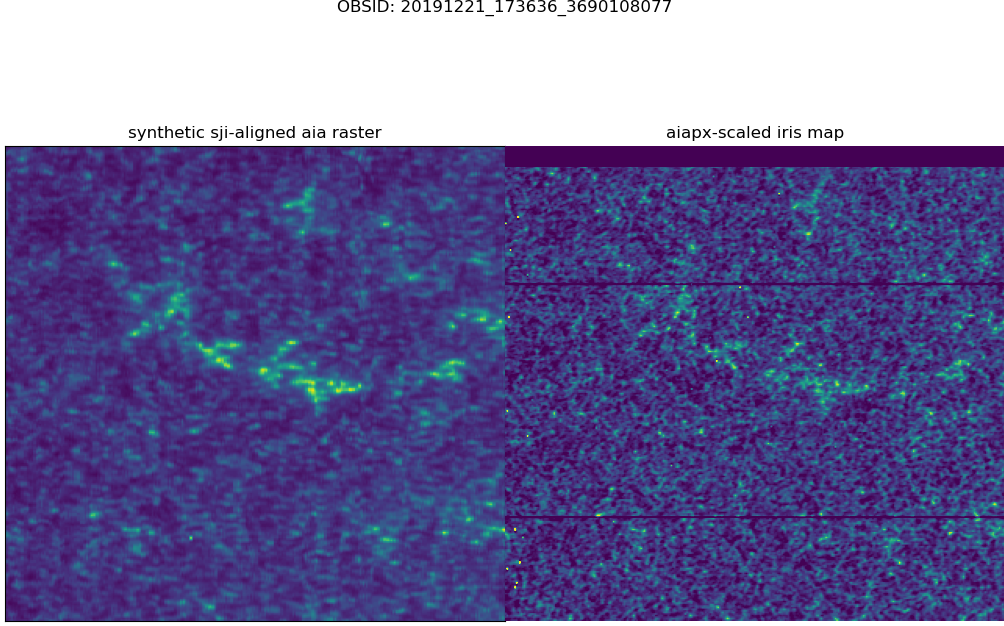 OBSID: 20191221_173636_3690108077
synthetic sji-aligned aia raster
aiapx-scaled iris map